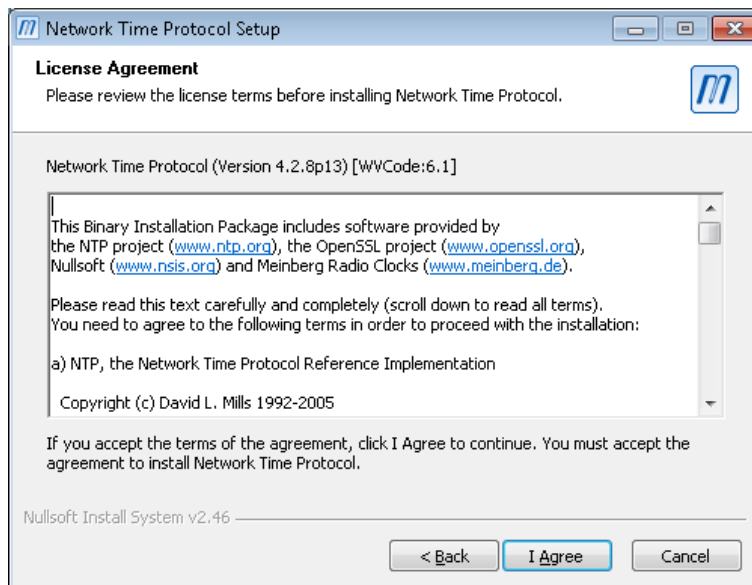 Network Time Protocol Setup
License Agreement
Please review the license terms before installing Network Time Protocol.
Network Time Protocol (Version 4.2.8p13) [WVCode:6.1]
This Binary Installation Package includes software provided by
the NTP project (www.ntp.org), the OpenSSL project (www.openssl.org),
Nullsoft (www.nsis.org) and Meinberg Radio Clocks (www.meinberg.de).
Please read this text carefully and completely (scroll down to read all terms).
You need to agree to the following terms in order to proceed with the installation:
a) NTP, the Network Time Protocol Reference Implementation
Copyright (c) David L. Mills 1992-2005
If you accept the terms of the agreement, click I Agree to continue. You must accept the
agreement to install Network Time Protocol.
Nullsoft Install System v2.46
< Back I Agree Cancel